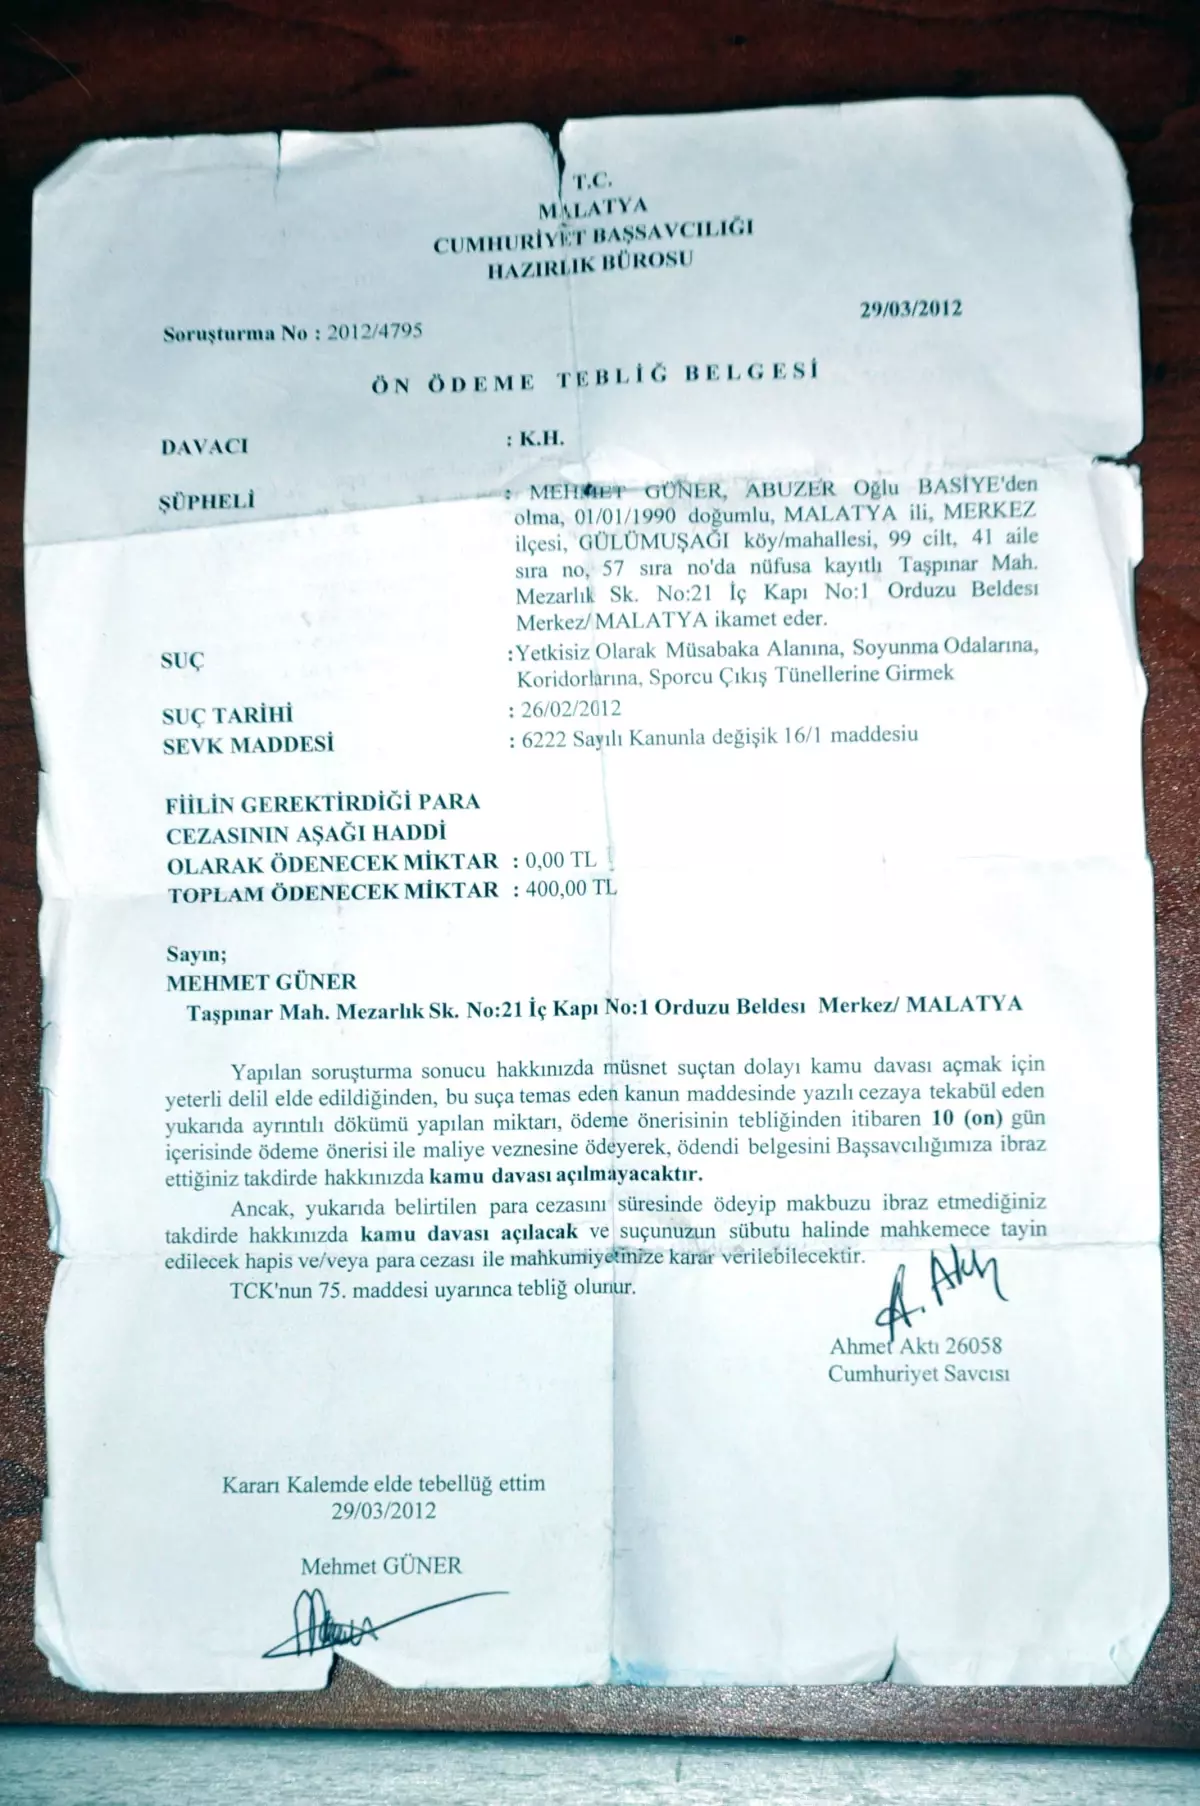 T.C.
MALATYA
CUMHURİYET BAŞSAVCILIĞI
HAZIRLIK BÜROSU
29/03/2012
Soruşturma No : 2012/4795
ÖN ÖDEME TEBLİĞ BELGESİ
DAVACI : K.H.
ŞÜPHELİ : MEHMET GÜNER, ABUZER Oğlu BASİYE'den
olma, 01/01/1990 doğumlu, MALATYA ili, MERKEZ
ilçesi, GÜLÜMUŞAĞI köy/mahallesi, 99 cilt, 41 aile
sıra no, 57 sıra no'da nüfusa kayıtlı Taşpınar Mah.
Mezarlık Sk. No:21 İç Kapı No:1 Orduzu Beldesı
Merkez/ MALATYA ikamet eder.
SUÇ :Yetkisiz Olarak Müsabaka Alanına, Soyunma Odalarına,
Koridorlarına, Sporcu Çıkış Tünellerine Girmek
SUÇ TARİHİ : 26/02/2012
SEVK MADDESİ : 6222 Sayılı Kanunla değişik 16/1 maddesiu
FİİLİN GEREKTİRDİĞİ PARA
CEZASININ AŞAĞI HADDİ
OLARAK ÖDENECEK MİKTAR : 0,00 TL
TOPLAM ÖDENECEK MİKTAR : 400,00 TL
Sayın;
MEHMET GÜNER
Taşpınar Mah. Mezarlık Sk. No:21 İç Kapı No:1 Orduzu Beldesı Merkez/ MALATYA
Yapılan soruşturma sonucu hakkınızda müsnet suçtan dolayı kamu davası açmak için
yeterli delil elde edildiğinden, bu suça temas eden kanun maddesinde yazılı cezaya tekabül eden
yukarıda ayrıntılı dökümü yapılan miktarı, ödeme önerisinin tebliğinden itibaren 10 (on) gün
içerisinde ödeme önerisi ile maliye veznesine ödeyerek, ödendi belgesini Başsavcılığımıza ibraz
ettiğiniz takdirde hakkınızda kamu davası açılmayacaktır.
Ancak, yukarıda belirtilen para cezasını süresinde ödeyip makbuzu ibraz etmediğiniz
takdirde hakkınızda kamu davası açılacak ve suçunuzun sübutu halinde mahkemece tayin
edilecek hapis ve/veya para cezası ile mahkumiyetinize karar verilebilecektir.
TCK'nun 75. maddesi uyarınca tebliğ olunur.
A. Aktı
Ahmet Aktı 26058
Cumhuriyet Savcısı
Kararı Kalemde elde tebellüğ ettim
29/03/2012
Mehmet GÜNER